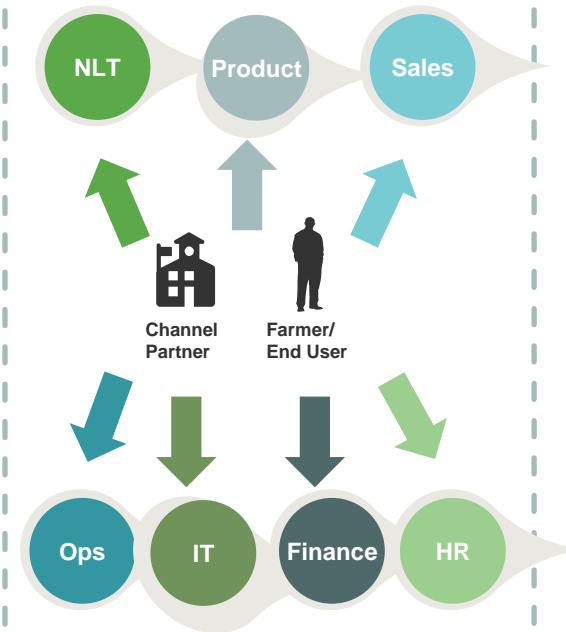 NLT
Product
Sales
Channel
Partner
Farmer/
End User
Ops
IT
Finance
HR